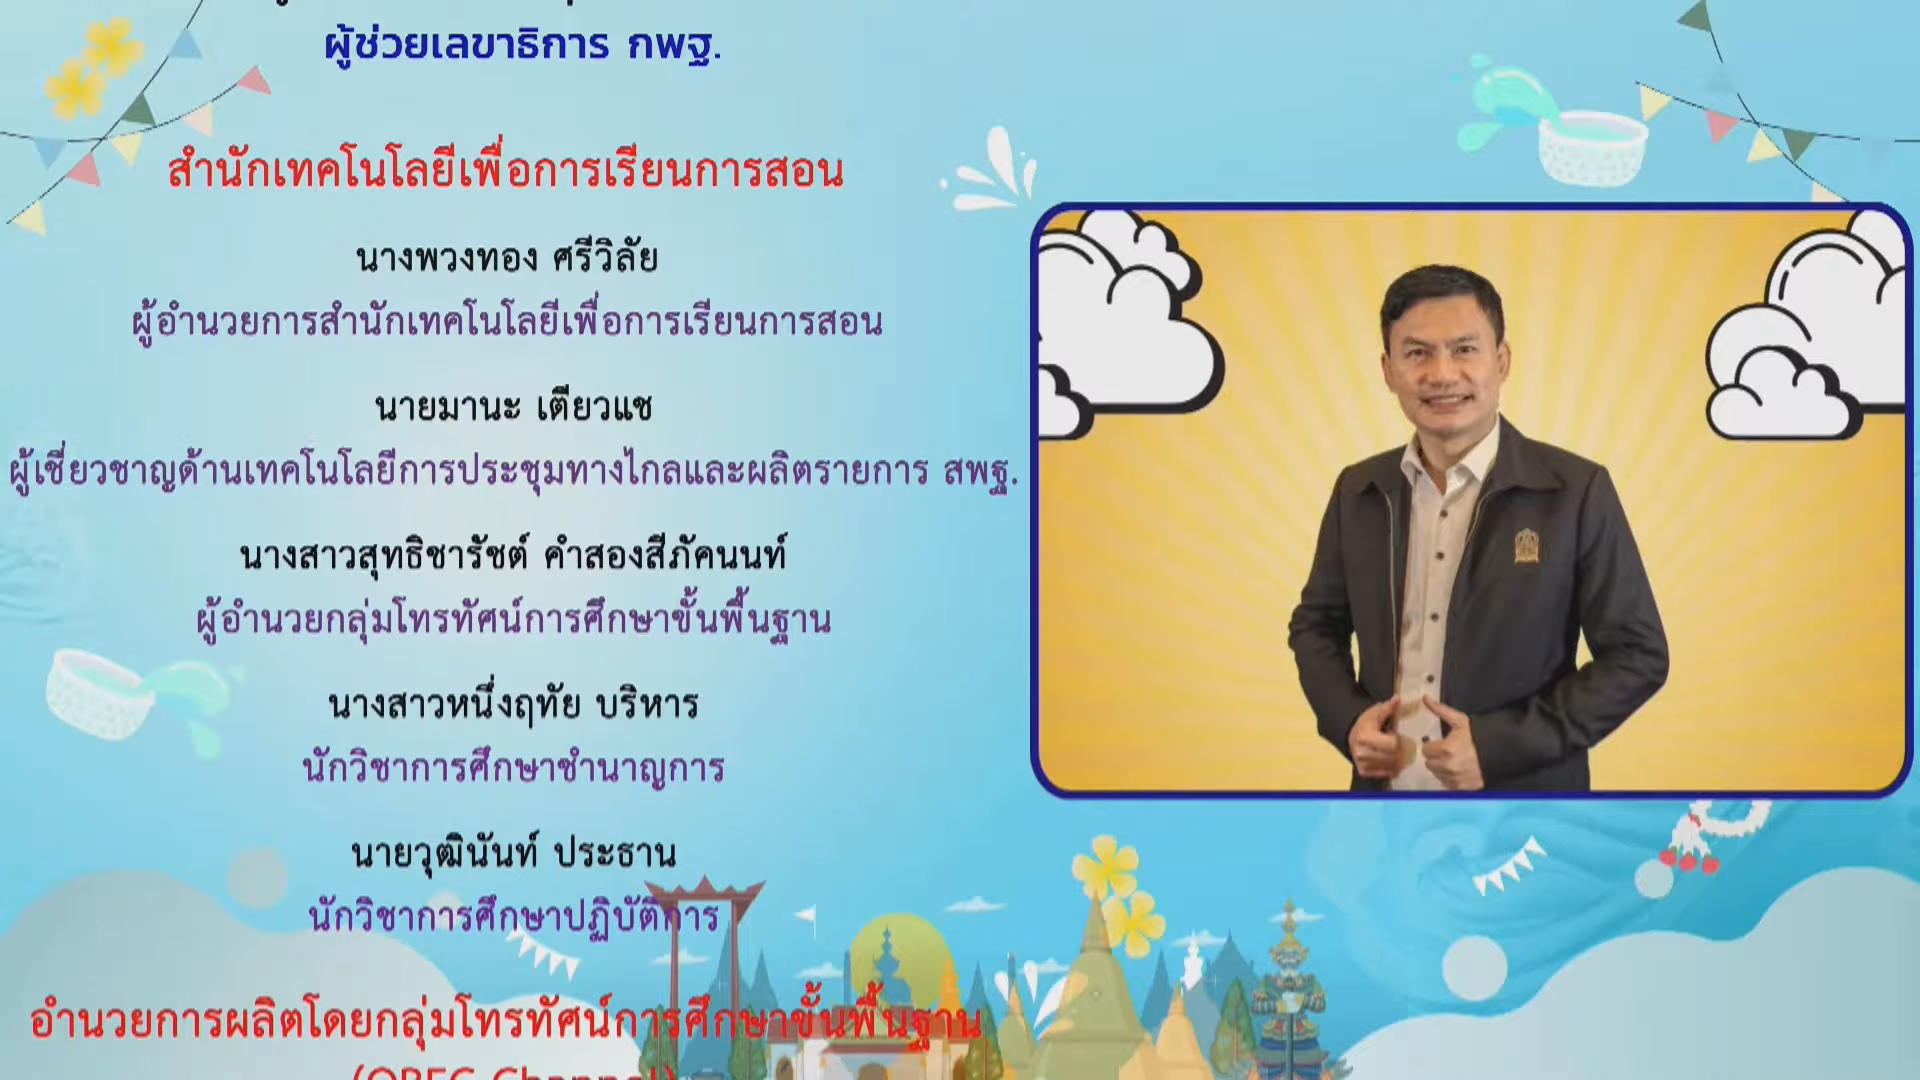 ผู้ช่วยเลขาธิการ กพฐ.
สำนักเทคโนโลยีเพื่อการเรียนการสอน
นางพวงทอง ศรีวิลัย
ผู้อำนวยการสำนักเทคโนโลยีเพื่อการเรียนการสอน
นายมานะ เตียวแซ
ผู้เชี่ยวชาญด้านเทคโนโลยีการประชุมทางไกลและผลิตรายการ สพฐ.
นางสาวสุทธิชารัชต์ คำสองสีภัคนนท์
ผู้อำนวยกลุ่มโทรทัศน์การศึกษาขั้นพื้นฐาน
นางสาวหนึ่งฤทัย บริหาร
นักวิชาการศึกษาชำนาญการ
นายวุฒินันท์ ประธาน
นักวิชาการศึกษาปฏิบัติการ
อำนวยการผลิตโดยกลุ่มโทรทัศน์การศึกษาขั้นพื้นฐาน
(OBEC Channel)